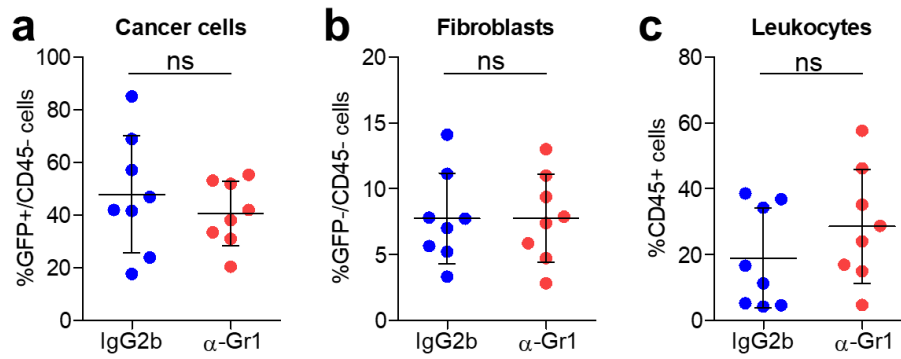 a Cancer cells
ns
%GFP+/CD45- cells
100
80
60
40
20
0
IgG2b α-Gr1
b Fibroblasts
ns
%GFP-/CD45- cells
20
15
10
5
0
IgG2b α-Gr1
c Leukocytes
ns
%CD45+ cells
80
60
40
20
0
IgG2b α-Gr1